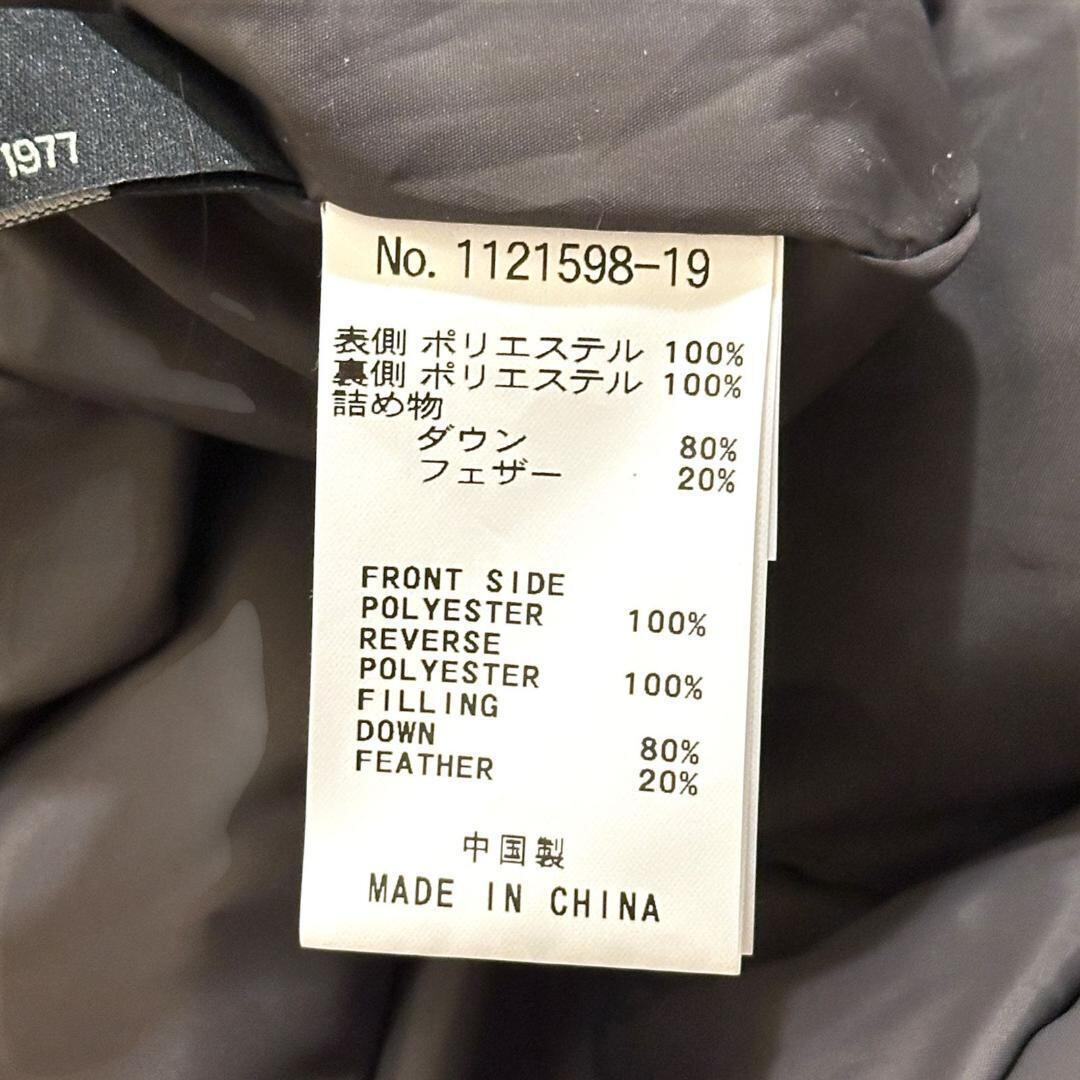 1977
No. 1121598-19
表側 ポリエステル 100%
裏側 ポリエステル 100%
詰め物
ダウン 80%
フェザー 20%
FRONT SIDE
POLYESTER 100%
REVERSE
POLYESTER 100%
FILLING
DOWN 80%
FEATHER 20%
中国製
MADE IN CHINA